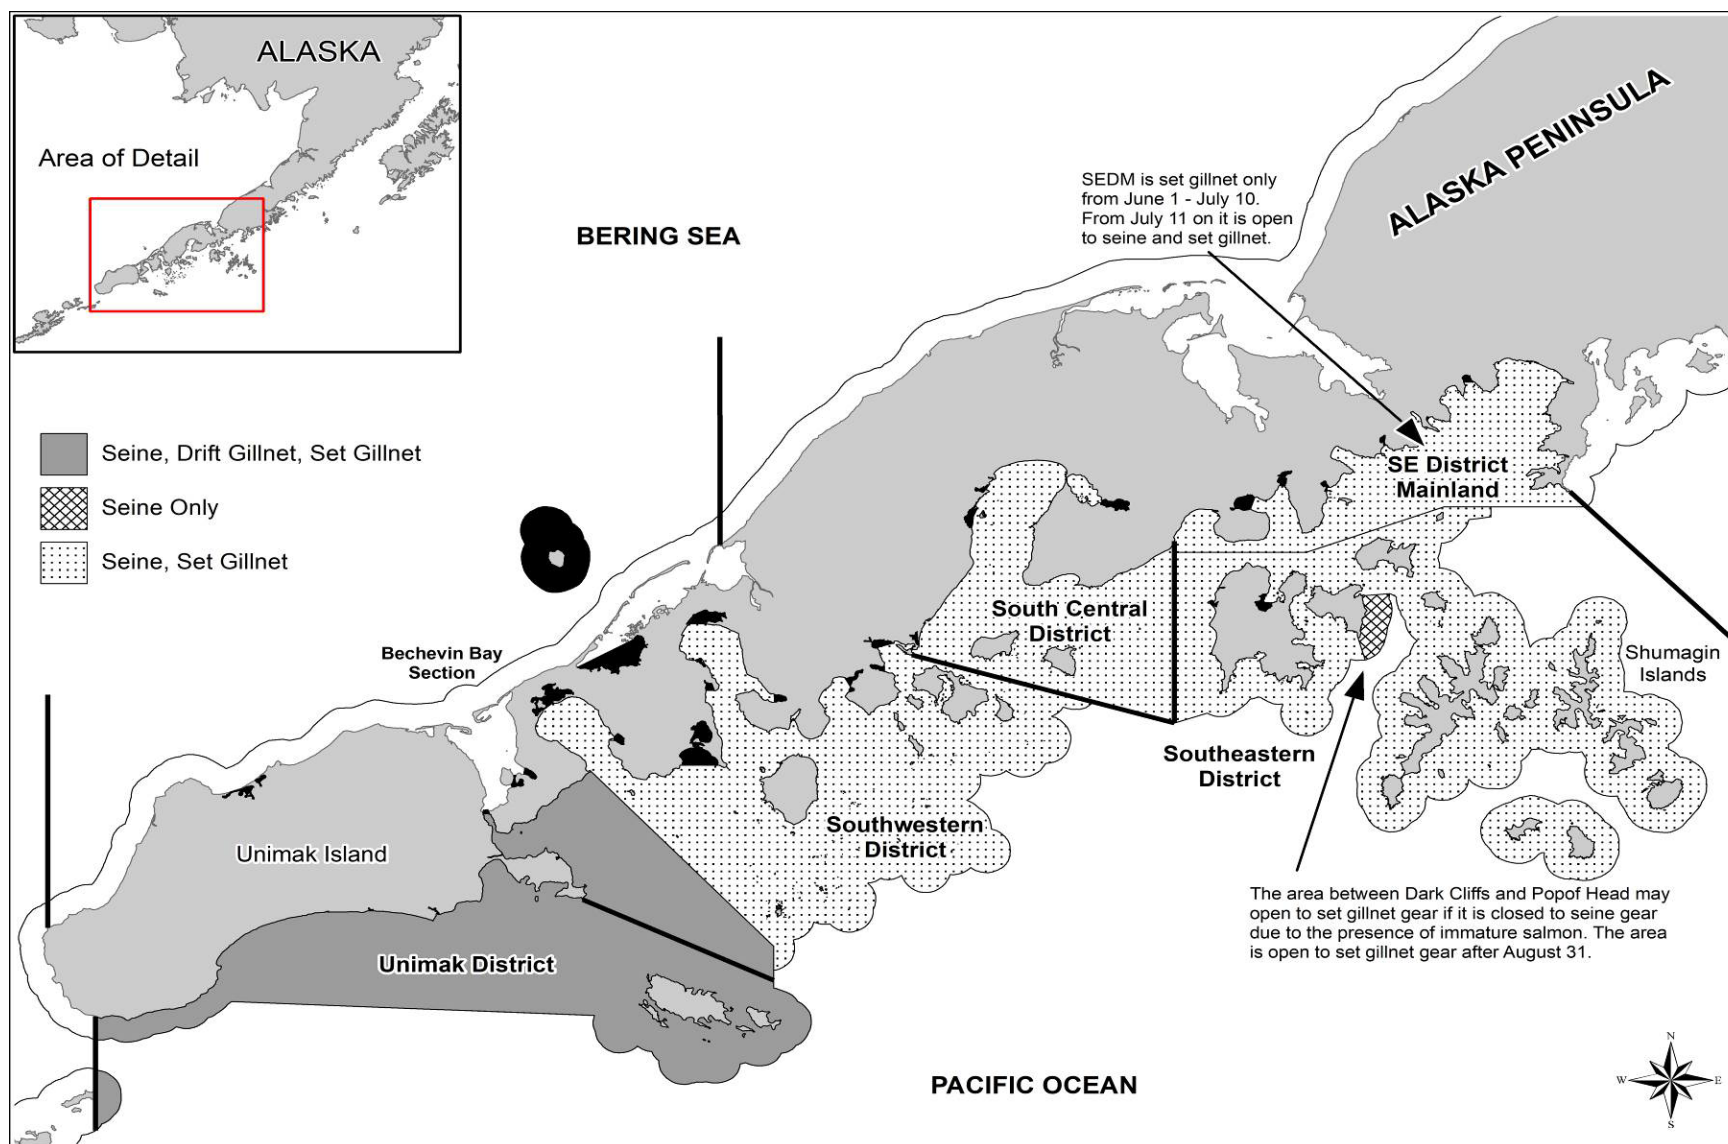 ALASKA
Area of Detail
ALASKA PENINSULA
SEDM is set gillnet only
from June 1 - July 10.
From July 11 on it is open
to seine and set gillnet.
BERING SEA
Seine, Drift Gillnet, Set Gillnet
Seine Only
Seine, Set Gillnet
SE District
Mainland
South Central
District
Bechevin Bay
Section
Shumagin
Islands
Southeastern
District
Southwestern
District
Unimak Island
The area between Dark Cliffs and Popof Head may
open to set gillnet gear if it is closed to seine gear
due to the presence of immature salmon. The area
is open to set gillnet gear after August 31.
Unimak District
PACIFIC OCEAN
N
W
E
S